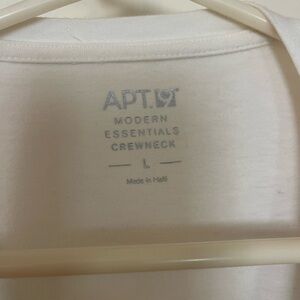 APT.9
MODERN
ESSENTIALS
CREWNECK
L
Made in Haiti